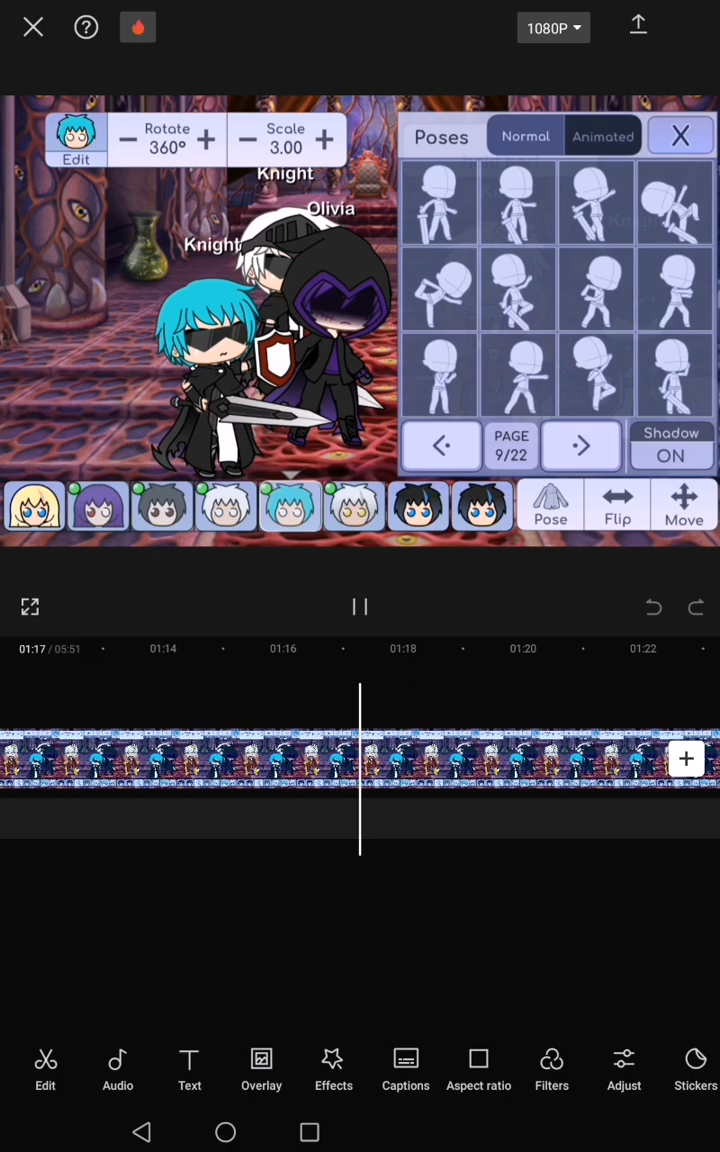 1080P
Edit
Rotate
360°
Scale
3.00
Poses
Normal
Animated
X
Knight
Olivia
Knight
PAGE
9/22
Shadow
ON
Pose
Flip
Move
01:17 / 05:51
01:14
01:16
01:18
01:20
01:22
Edit
Audio
Text
Overlay
Effects
Captions
Aspect ratio
Filters
Adjust
Stickers